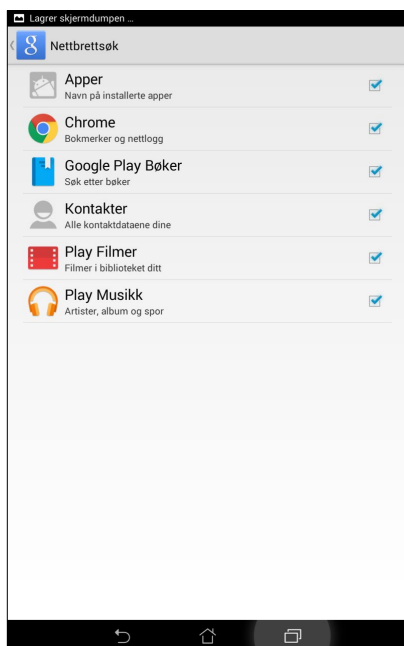 Lagrer skjermdumpen ...
Nettbrettsøk
Apper
Navn på installerte apper
Chrome
Bokmerker og nettlogg
Google Play Bøker
Søk etter bøker
Kontakter
Alle kontaktdataene dine
Play Filmer
Filmer i biblioteket ditt
Play Musikk
Artister, album og spor